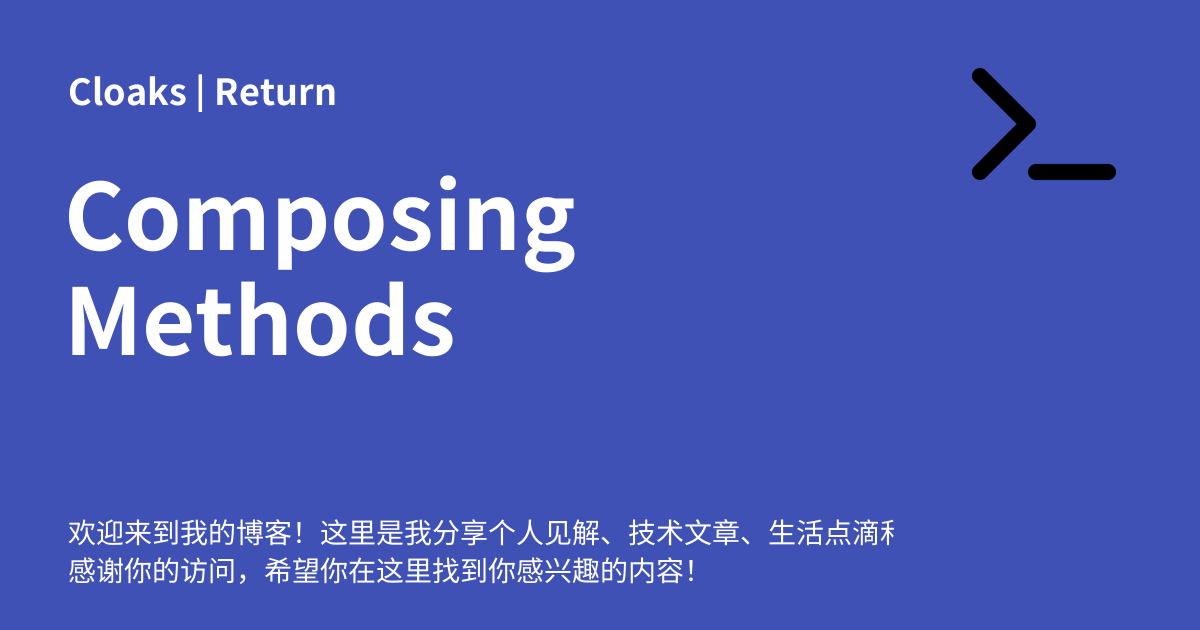 Cloaks | Return
Composing
Methods
欢迎来到我的博客！这里是我分享个人见解、技术文章、生活点滴
感谢你的访问，希望你在这里找到你感兴趣的内容！